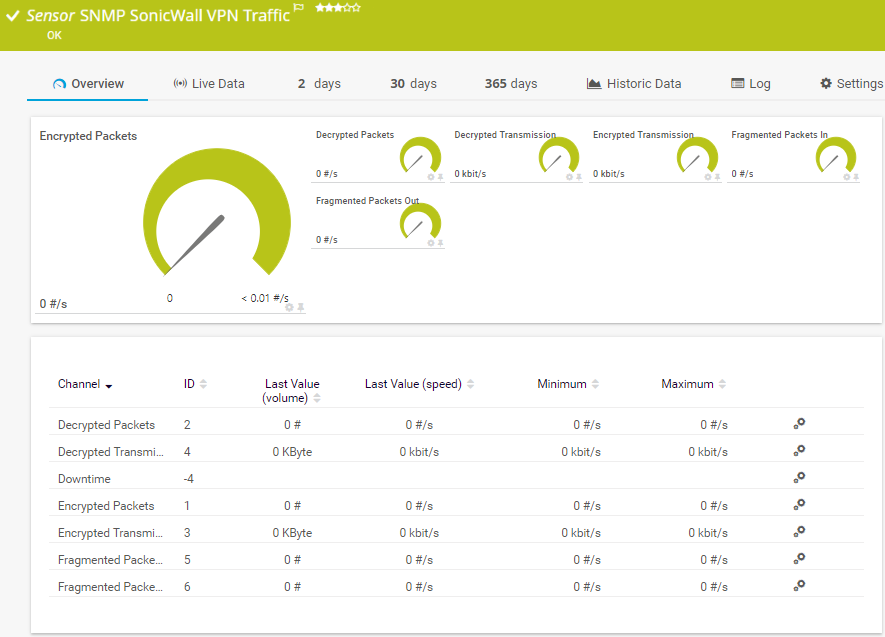 Sensor SNMP SonicWall VPN Traffic
OK
Overview
Live Data
2 days
30 days
365 days
Historic Data
Log
Settings
Encrypted Packets
0 #/s
0
< 0.01 #/s
Decrypted Packets
0 #/s
Decrypted Transmission
0 kbit/s
Encrypted Transmission
0 kbit/s
Fragmented Packets In
0 #/s
Fragmented Packets Out
0 #/s
Channel ID Last Value (volume) Last Value (speed) Minimum Maximum
Decrypted Packets 2 0 # 0 #/s 0 #/s 0 #/s
Decrypted Transmi... 4 0 KByte 0 kbit/s 0 kbit/s 0 kbit/s
Downtime -4
Encrypted Packets 1 0 # 0 #/s 0 #/s 0 #/s
Encrypted Transmi... 3 0 KByte 0 kbit/s 0 kbit/s 0 kbit/s
Fragmented Packe... 5 0 # 0 #/s 0 #/s 0 #/s
Fragmented Packe... 6 0 # 0 #/s 0 #/s 0 #/s